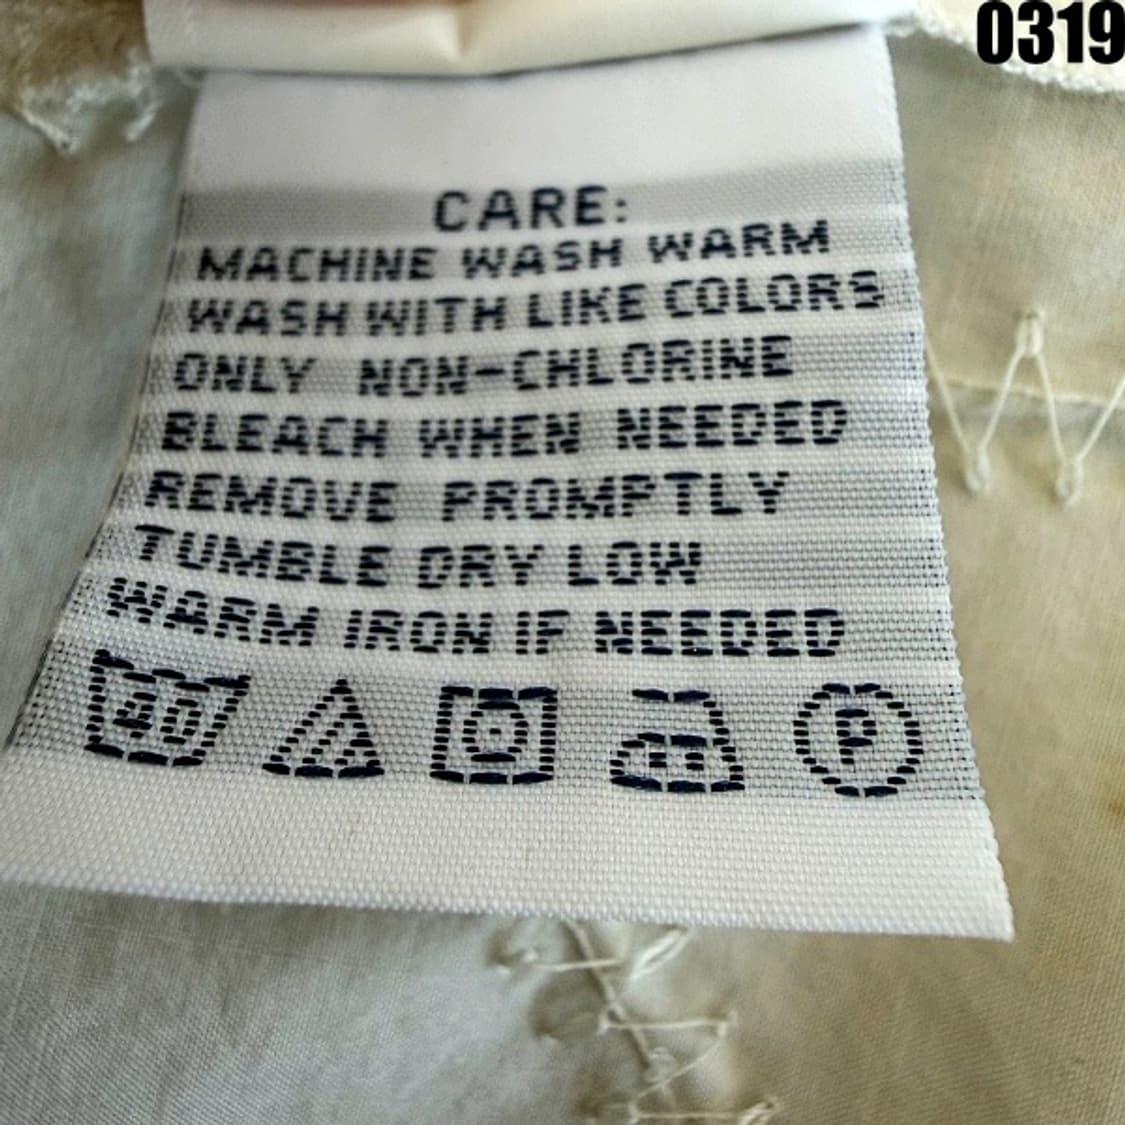 0319
CARE:
MACHINE WASH WARM
WASH WITH LIKE COLORS
ONLY NON-CHLORINE
BLEACH WHEN NEEDED
REMOVE PROMPTLY
TUMBLE DRY LOW
WARM IRON IF NEEDED
40 P